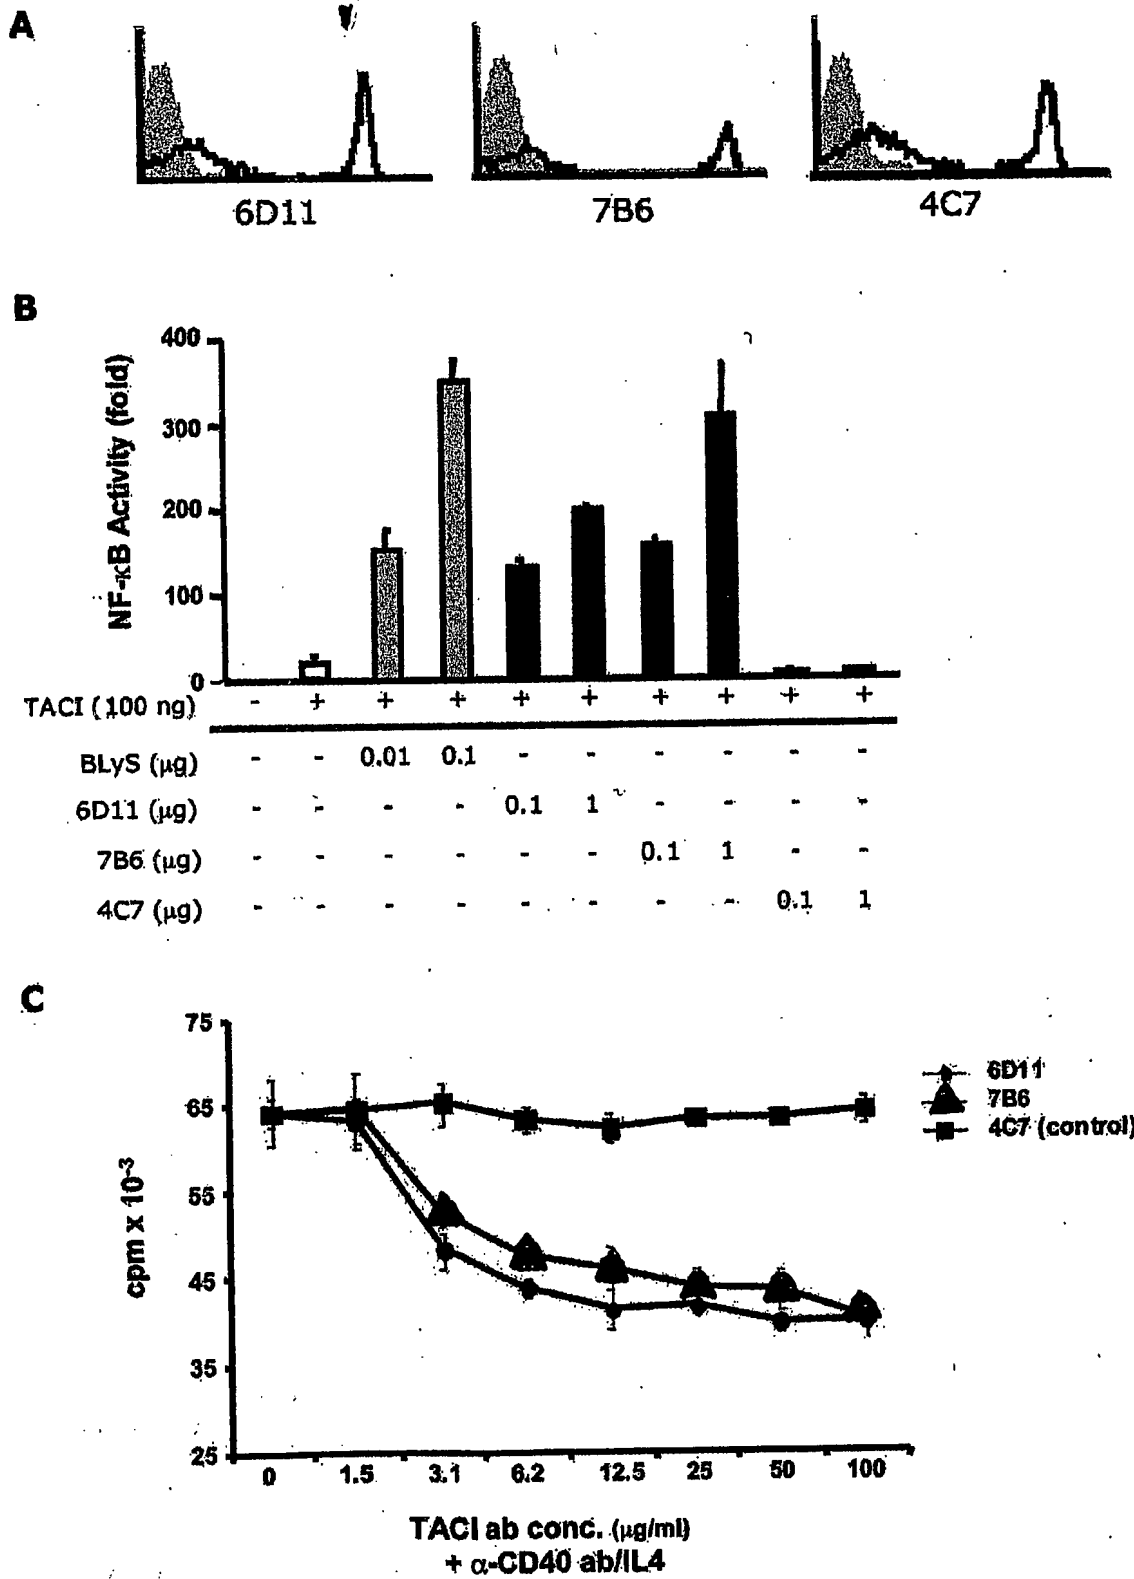 A
6D11 7B6 4C7
B
400
300
200
100
0
NF-κB Activity (fold)
TACI (100 ng) - + + + + + + + + +
BLyS (μg) - - 0.01 0.1 - - - - - -
6D11 (μg) - - - - 0.1 1 - - - -
7B6 (μg) - - - - - - 0.1 1 - -
4C7 (μg) - - - - - - - - 0.1 1
C
75
65
55
45
35
25
cpm x 10-3
6D11
7B6
4C7 (control)
0 1.5 3.1 6.2 12.5 25 50 100
TACI ab conc. (μg/ml)
+ α-CD40 ab/IL4